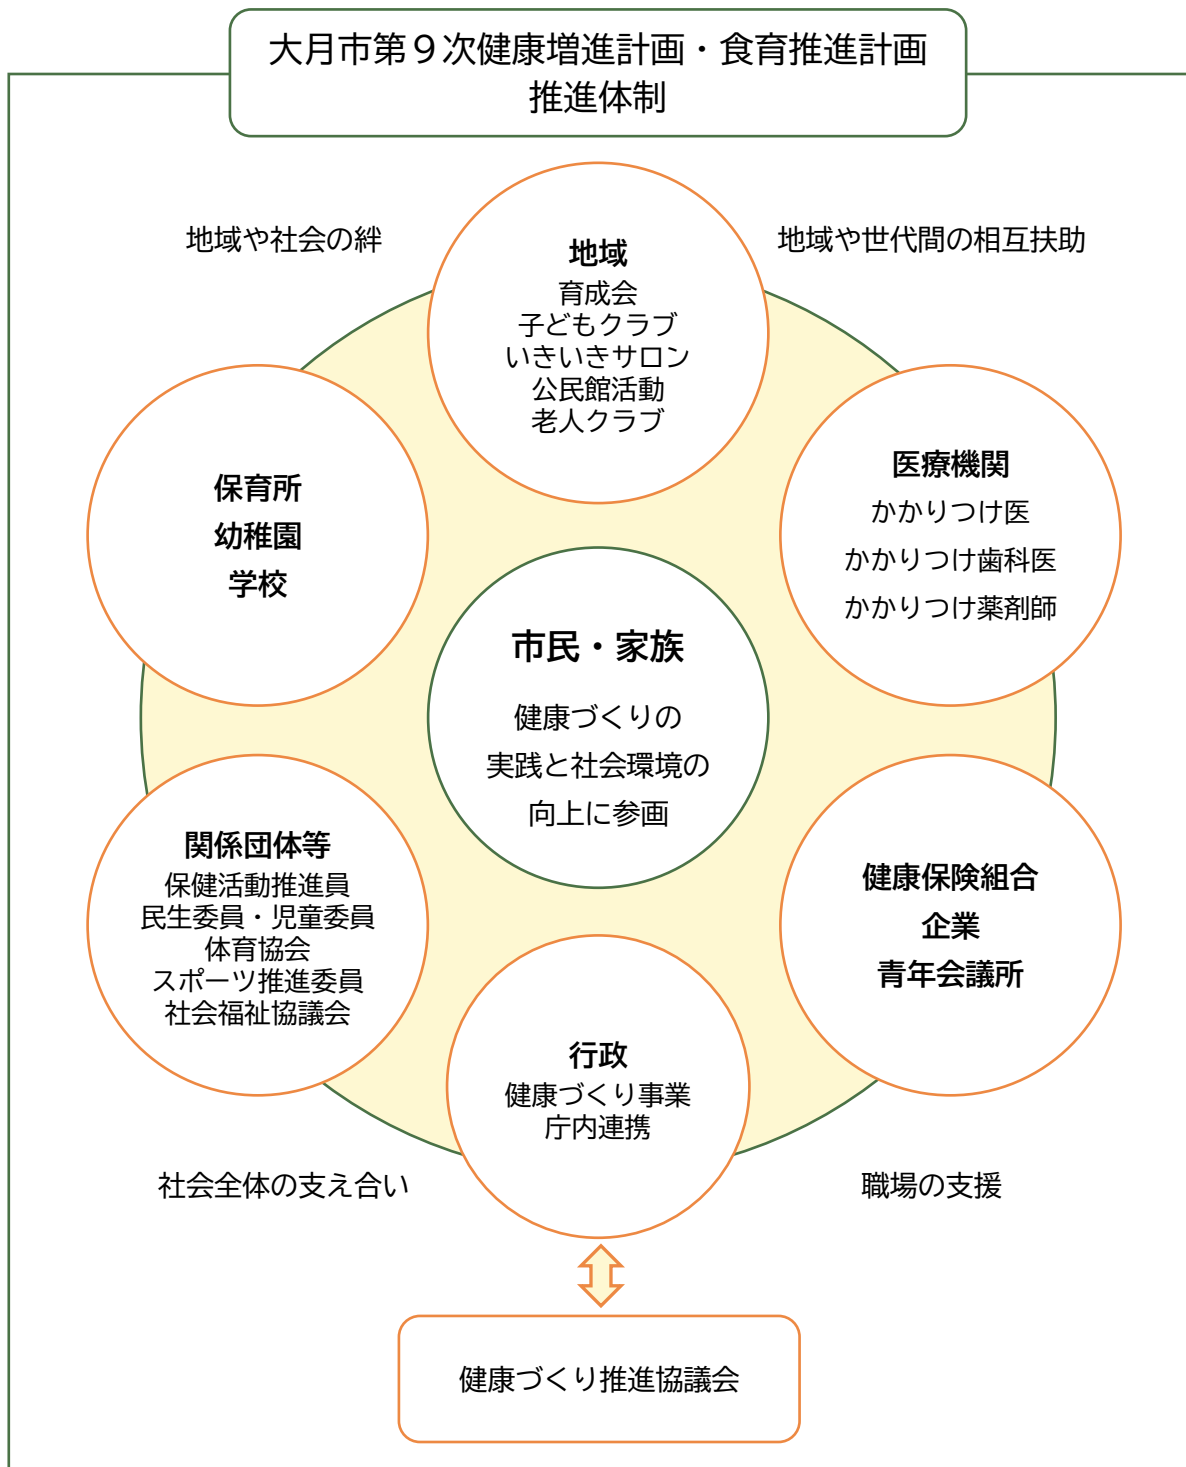 大月市第９次健康増進計画・食育推進計画
推進体制
地域や社会の絆
地域や世代間の相互扶助
地域
育成会
子どもクラブ
いきいきサロン
公民館活動
老人クラブ
保育所
幼稚園
学校
医療機関
かかりつけ医
かかりつけ歯科医
かかりつけ薬剤師
市民・家族
健康づくりの
実践と社会環境の
向上に参画
関係団体等
保健活動推進員
民生委員・児童委員
体育協会
スポーツ推進委員
社会福祉協議会
健康保険組合
企業
青年会議所
行政
健康づくり事業
庁内連携
社会全体の支え合い
職場の支援
健康づくり推進協議会